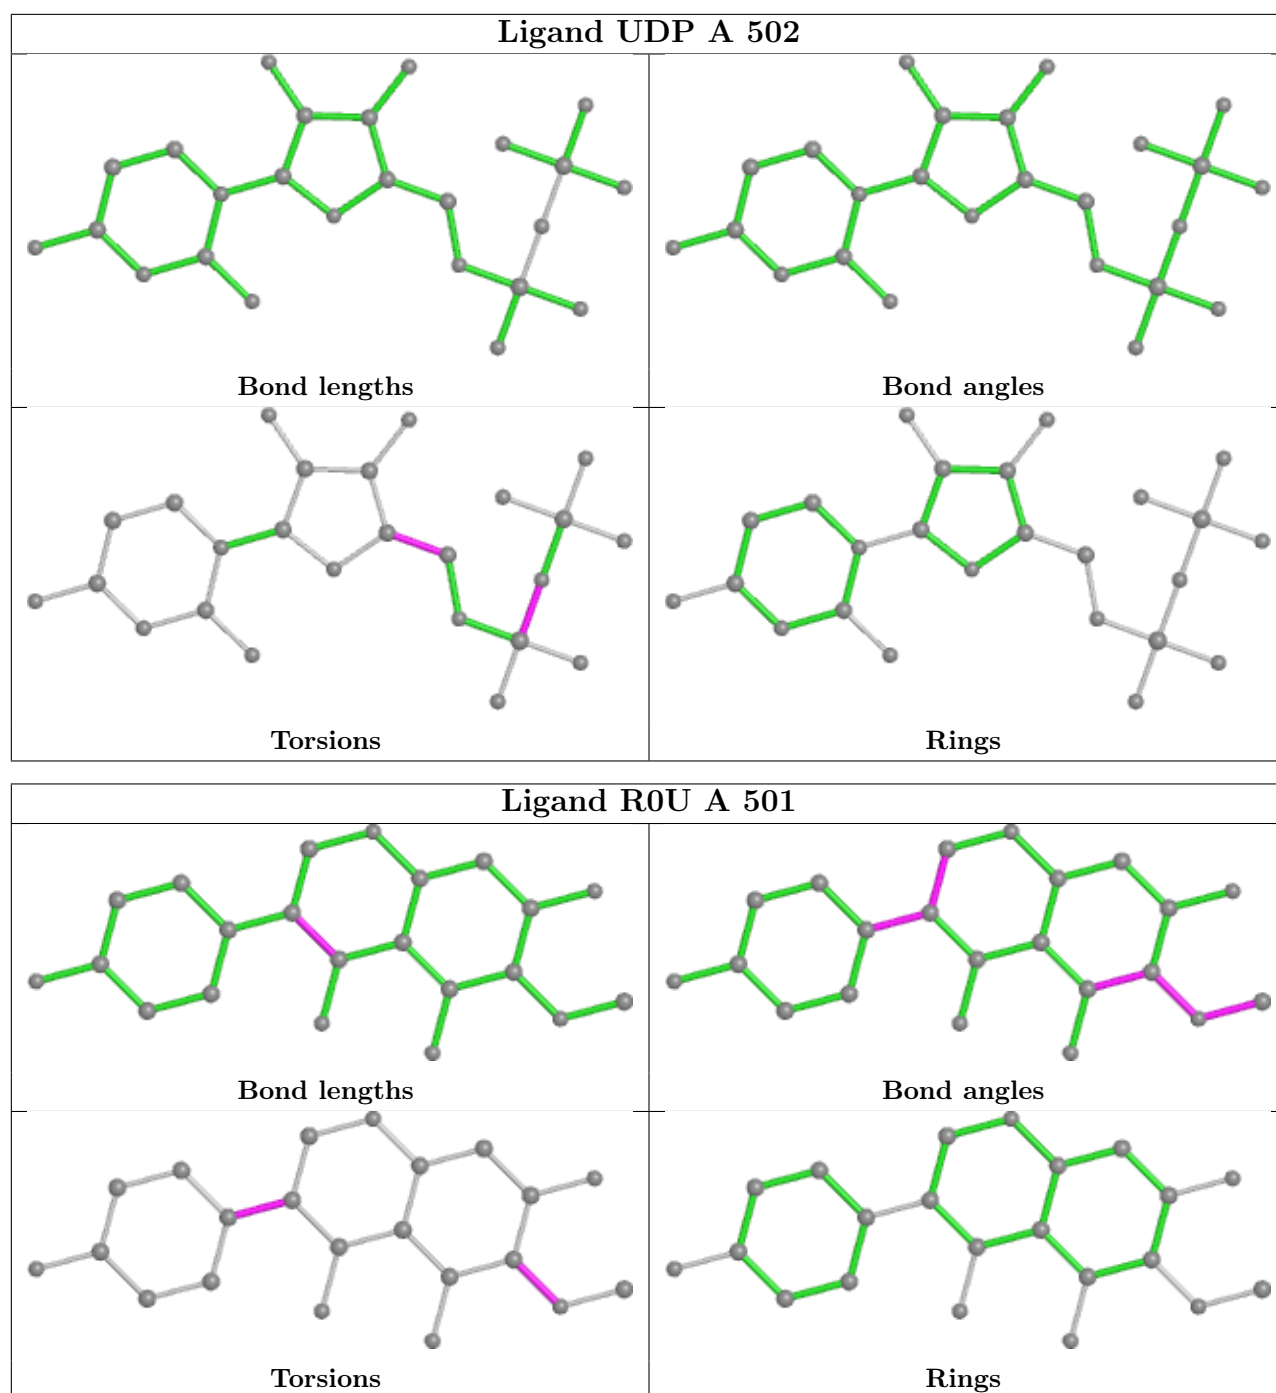 Ligand UDP A 502
Bond lengths
Bond angles
Torsions
Rings
Ligand R0U A 501
Bond lengths
Bond angles
Torsions
Rings